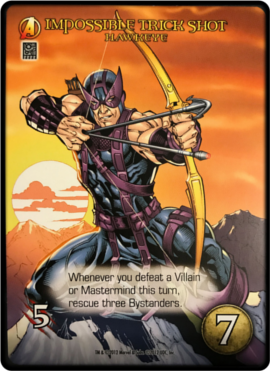 IMPOSSIBLE TRICK SHOT
HAWKEYE
Whenever you defeat a Villain
or Mastermind this turn,
rescue three Bystanders.
5
7